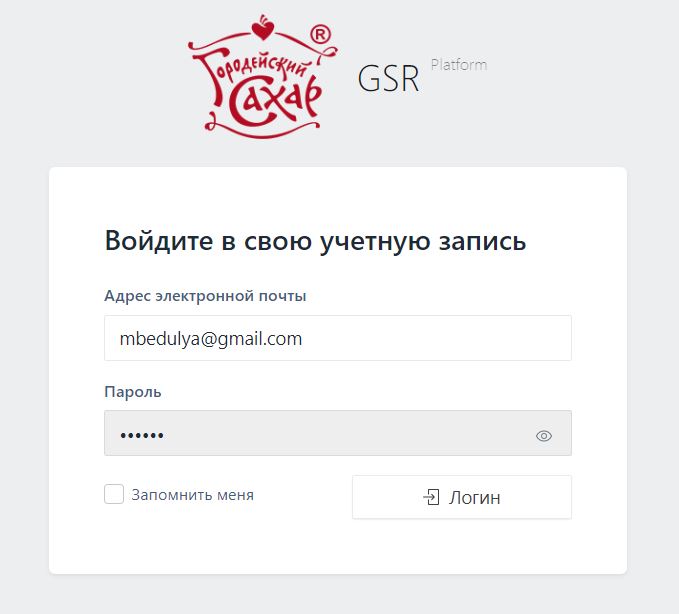 Городейский ®
Сахар
GSR Platform
Войдите в свою учетную запись
Адрес электронной почты
mbedulya@gmail.com
Пароль
••••••
Запомнить меня
Логин